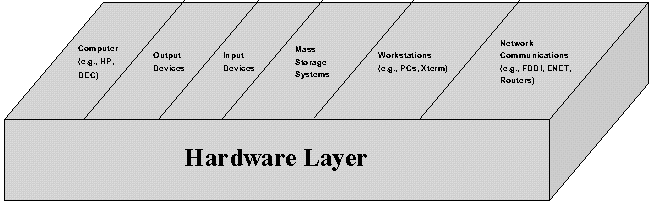 Computer
(e.g., HP,
DEC)
Output
Devices
Input
Devices
Mass
Storage
Systems
Workstations
(e.g., PCs, Xterm)
Network
Communications
(e.g., FDDI, ENET,
Routers)
Hardware Layer